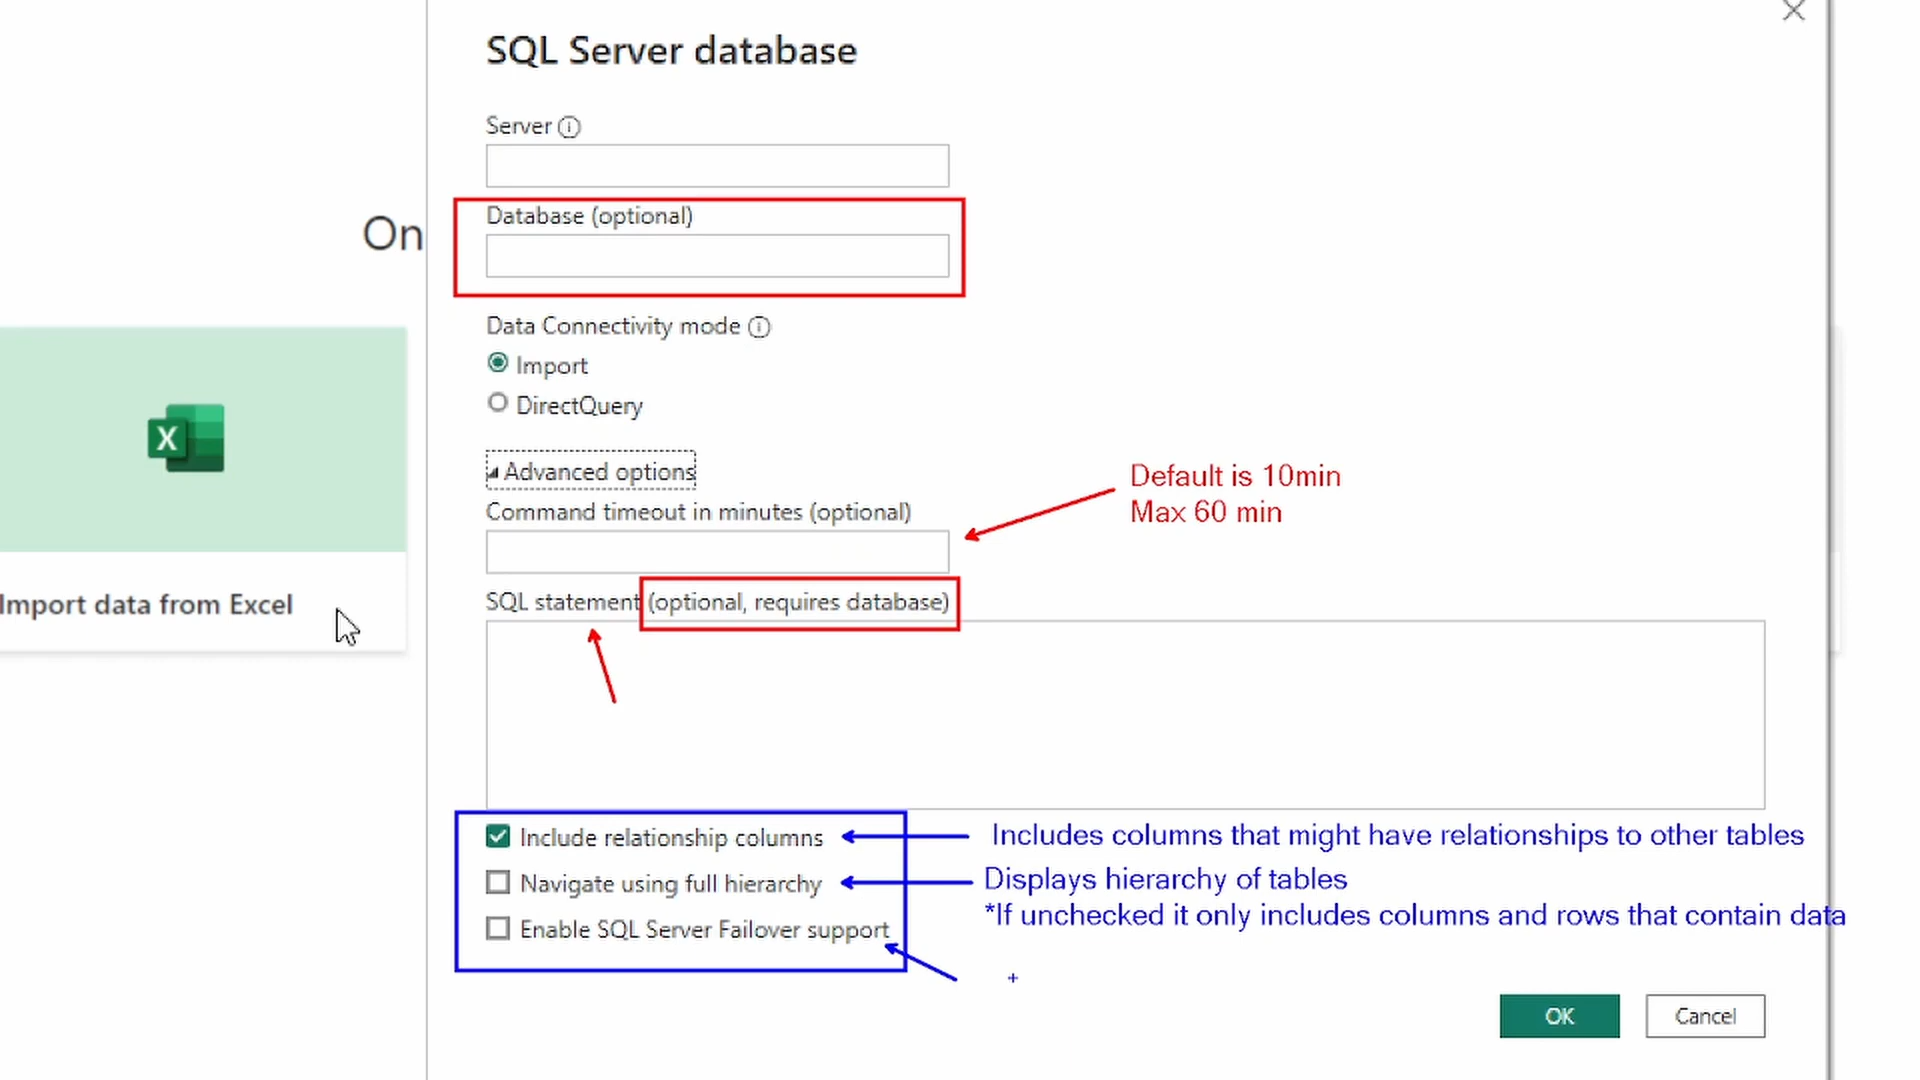 SQL Server database
Server
Database (optional)
On
Data Connectivity mode
Import
DirectQuery
X
Advanced options
Default is 10min
Command timeout in minutes (optional)
Max 60 min
Import data from Excel
SQL statement (optional, requires database)
Include relationship columns
Includes columns that might have relationships to other tables
Navigate using full hierarchy
Displays hierarchy of tables
*If unchecked it only includes columns and rows that contain data
Enable SQL Server Failover support
OK
Cancel